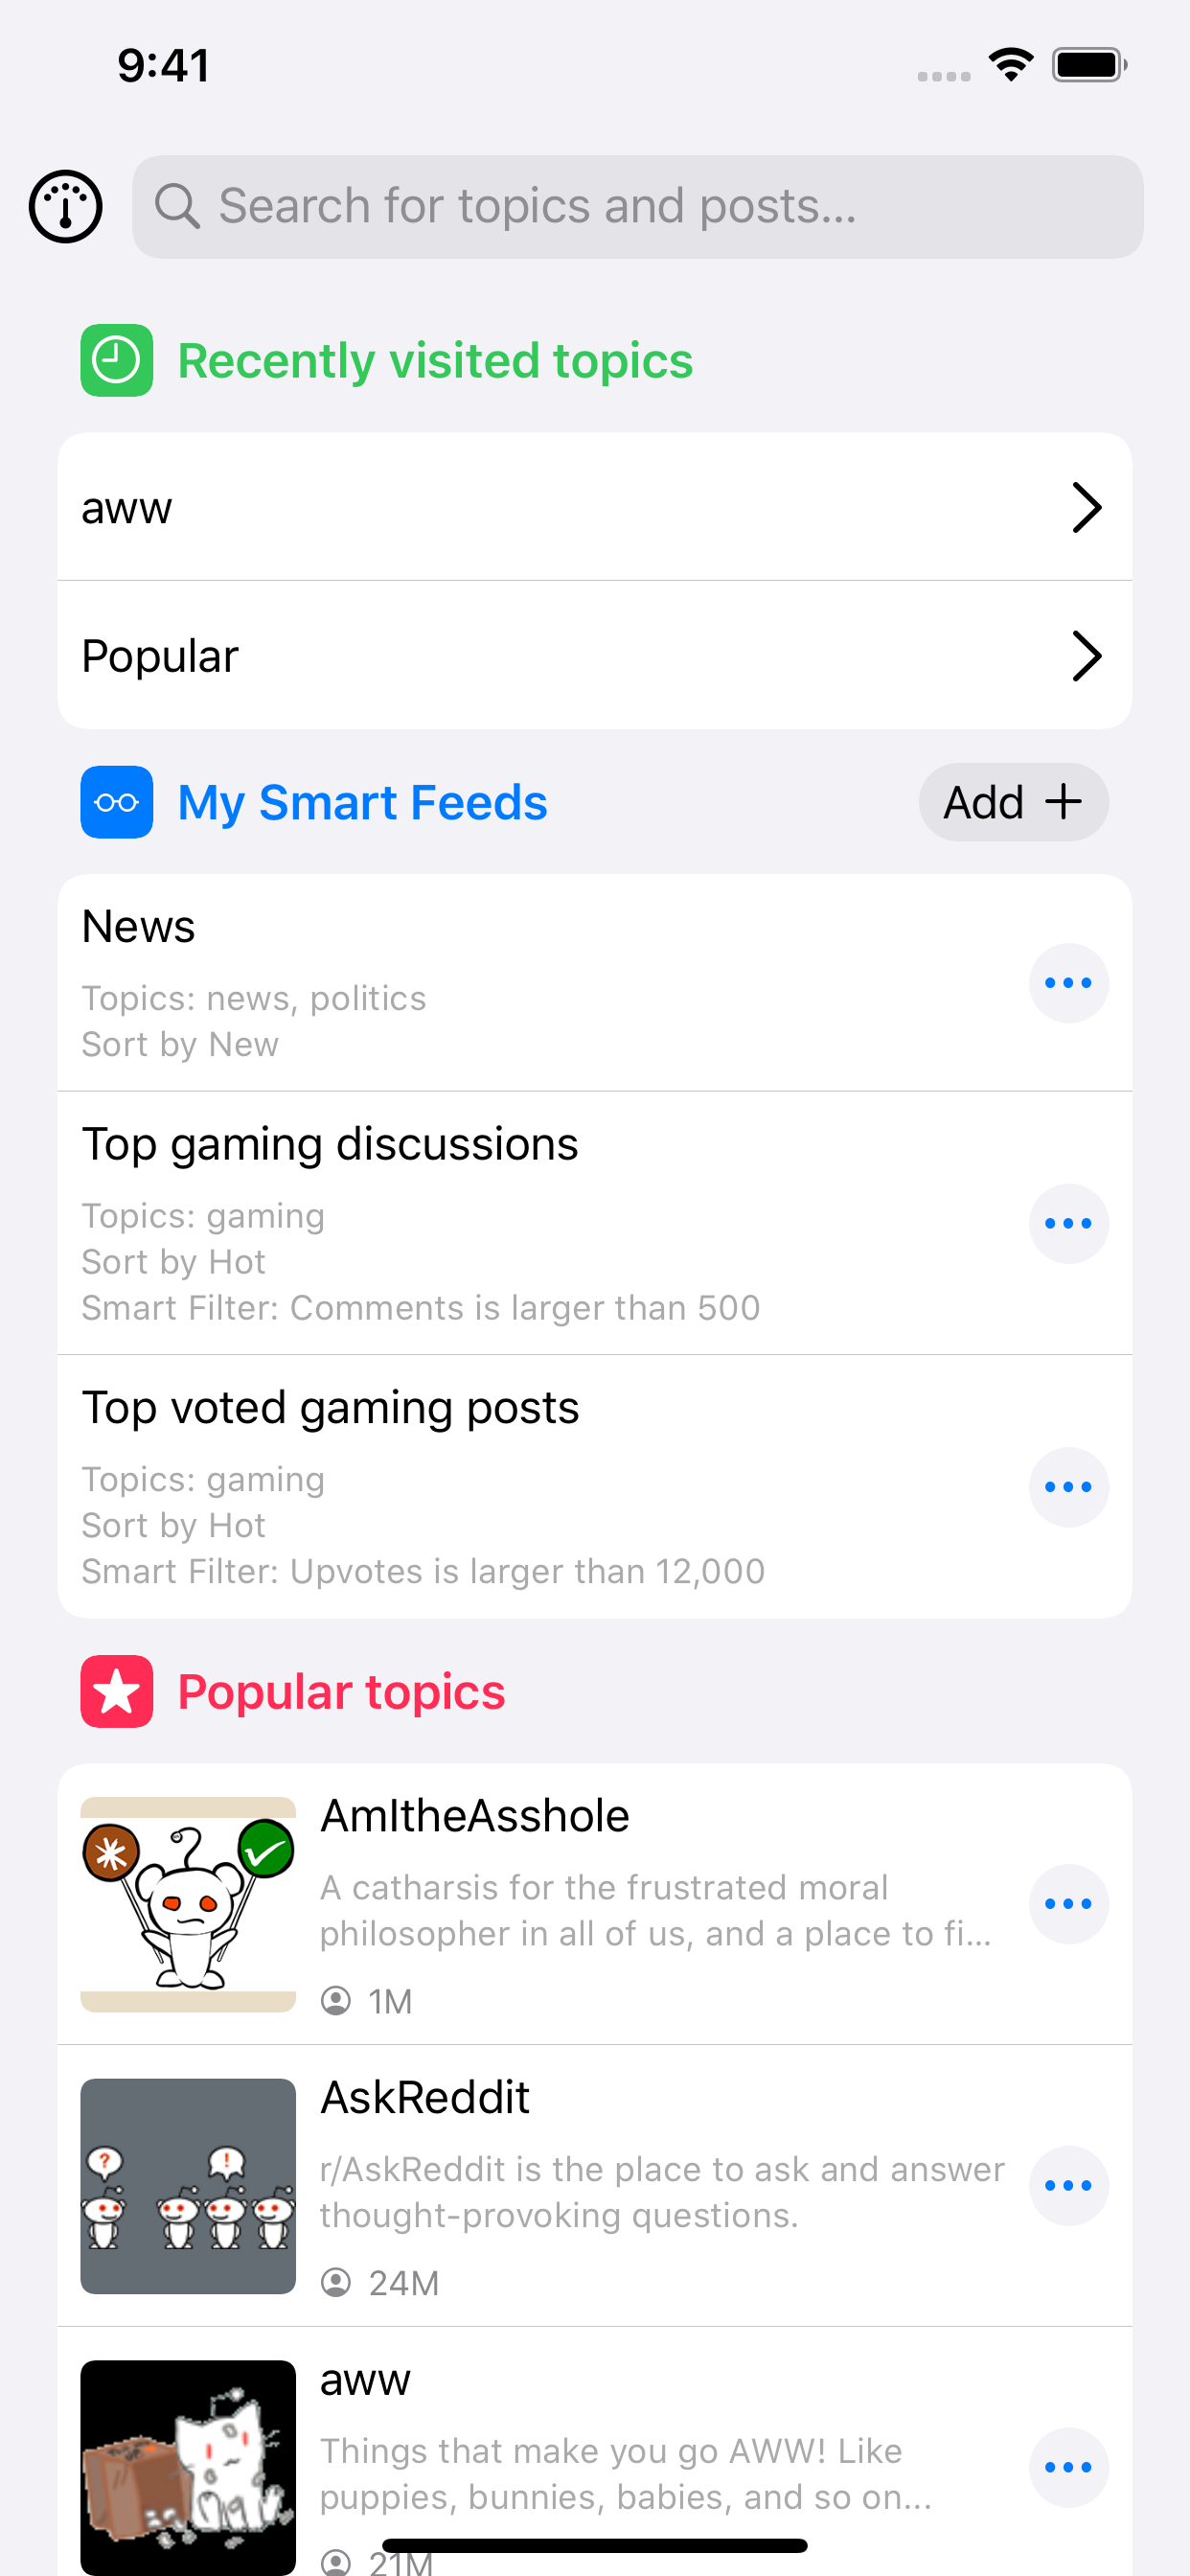 9:41
Search for topics and posts...
Recently visited topics
aww
Popular
My Smart Feeds
Add +
News
Topics: news, politics
Sort by New
Top gaming discussions
Topics: gaming
Sort by Hot
Smart Filter: Comments is larger than 500
Top voted gaming posts
Topics: gaming
Sort by Hot
Smart Filter: Upvotes is larger than 12,000
Popular topics
AmItheAsshole
A catharsis for the frustrated moral
philosopher in all of us, and a place to fi...
1M
AskReddit
? !
r/AskReddit is the place to ask and answer
thought-provoking questions.
24M
aww
Things that make you go AWW! Like
puppies, bunnies, babies, and so on...
21M